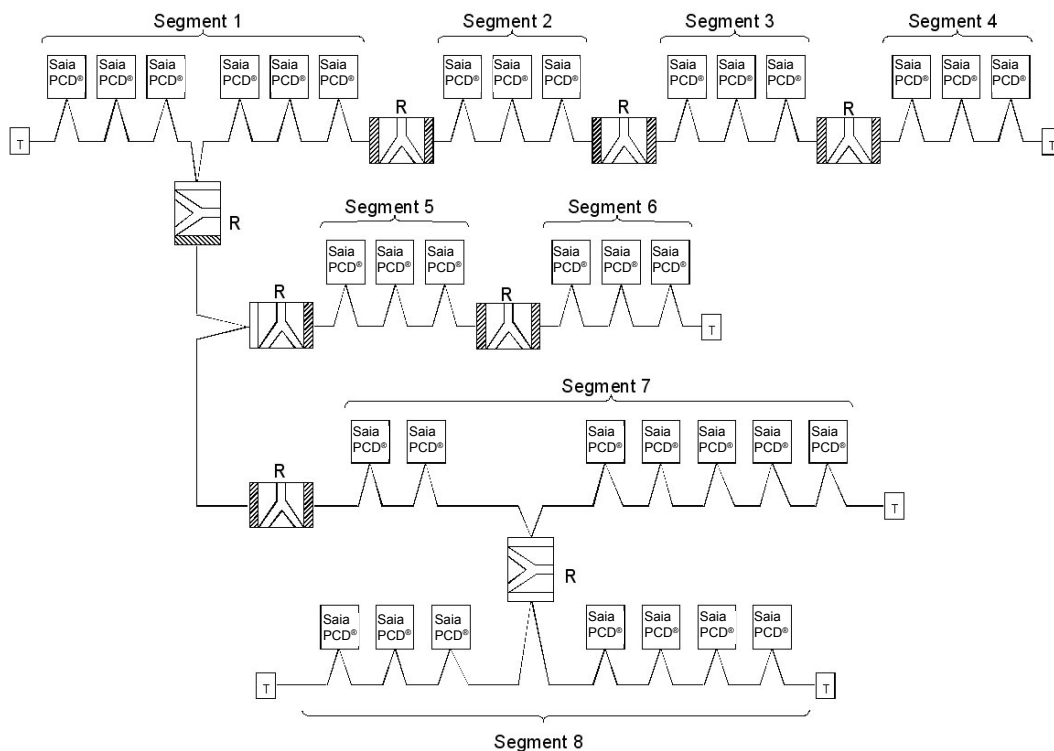 Segment 1
Segment 2
Segment 3
Segment 4
Saia
PCD®
Saia
PCD®
Saia
PCD®
Saia
PCD®
Saia
PCD®
Saia
PCD®
Saia
PCD®
Saia
PCD®
Saia
PCD®
Saia
PCD®
Saia
PCD®
Saia
PCD®
Saia
PCD®
Saia
PCD®
Saia
PCD®
R
R
R
T
T
R
Segment 5
Segment 6
Saia
PCD®
Saia
PCD®
Saia
PCD®
Saia
PCD®
Saia
PCD®
Saia
PCD®
R
R
T
Segment 7
Saia
PCD®
Saia
PCD®
Saia
PCD®
Saia
PCD®
Saia
PCD®
Saia
PCD®
Saia
PCD®
R
T
R
Saia
PCD®
Saia
PCD®
Saia
PCD®
Saia
PCD®
Saia
PCD®
Saia
PCD®
Saia
PCD®
T
T
Segment 8